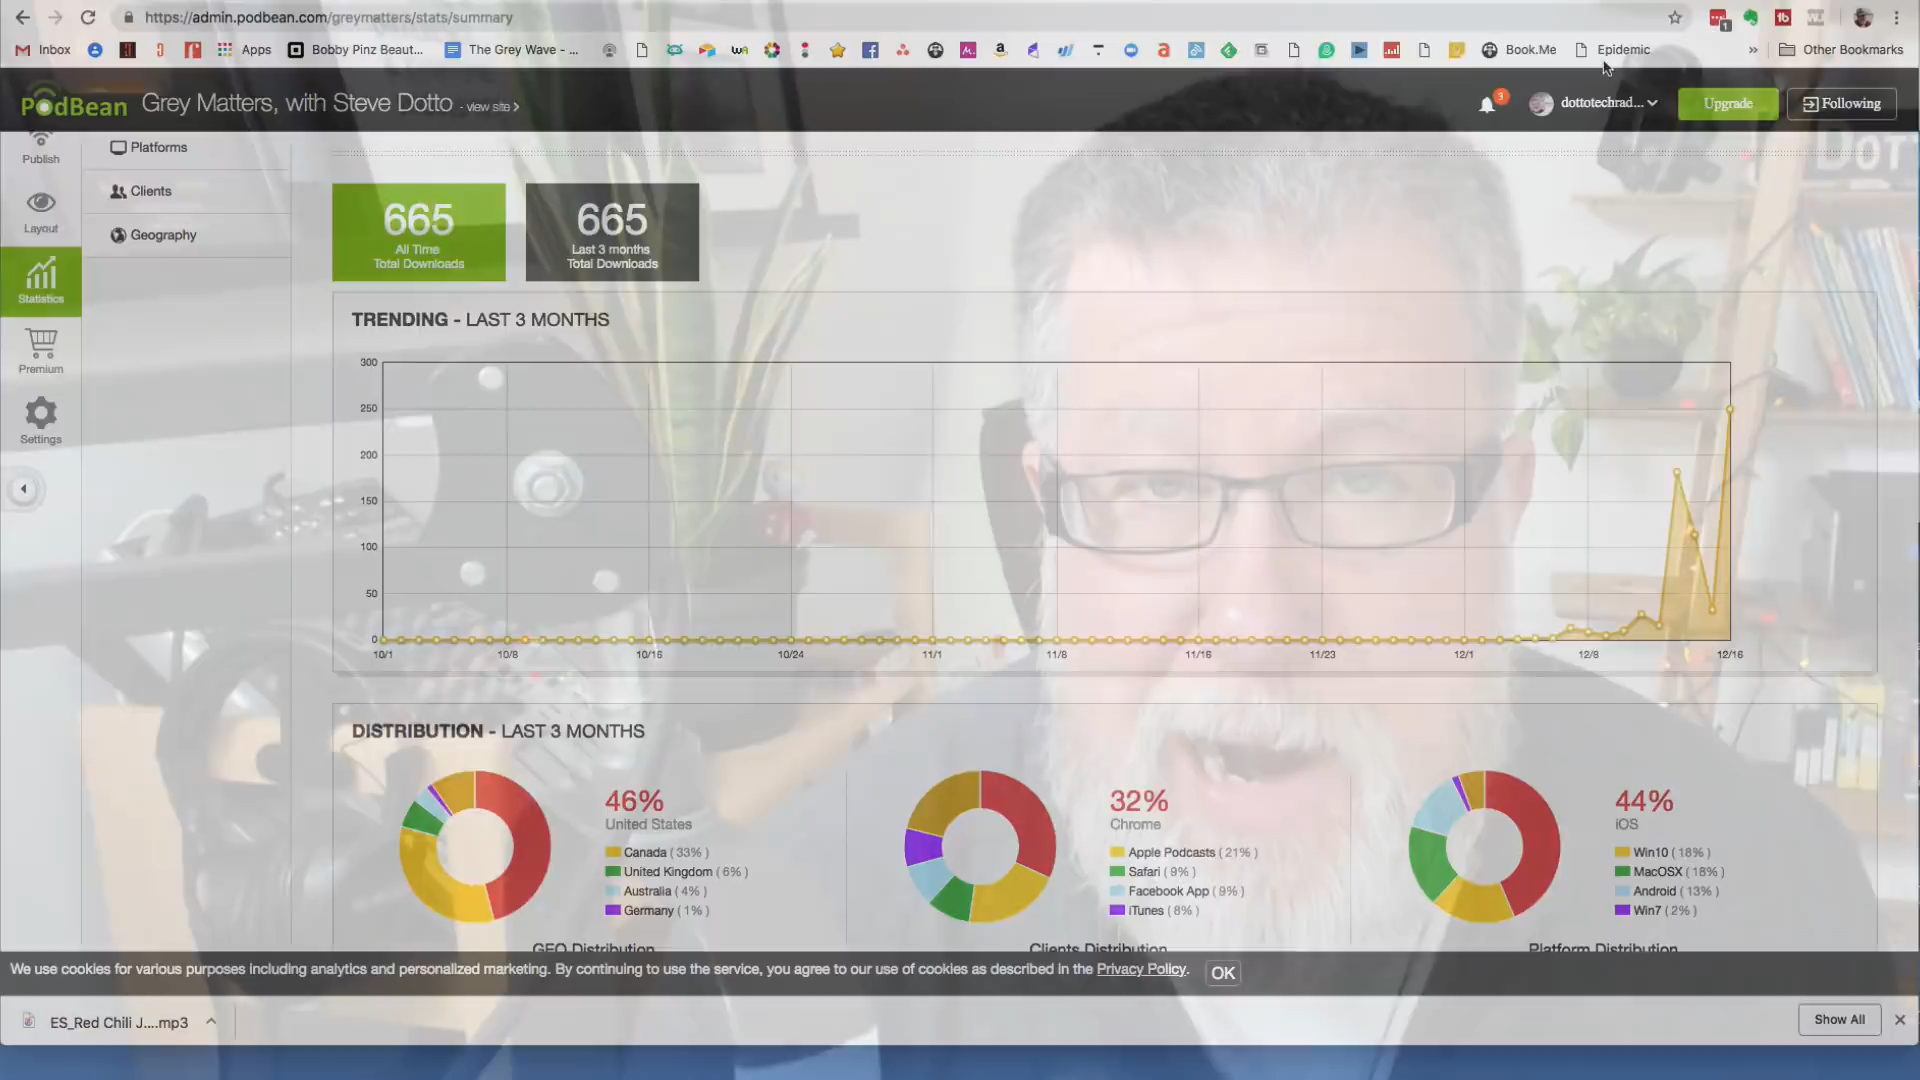 https://admin.podbean.com/greymatters/stats/summary
1
Inbox
Apps
Bobby Pinz Beaut...
The Grey Wave - ...
Book.Me
Epidemic
»
Other Bookmarks
PodBean
Grey Matters, with Steve Dotto - view site >
3
dottotechrad...
Upgrade
Following
DOT
Publish
Layout
Statistics
Premium
Settings
Platforms
Clients
Geography
665
All Time
Total Downloads
665
Last 3 months
Total Downloads
TRENDING - LAST 3 MONTHS
300
250
200
150
100
50
0
10/1 10/8 10/16 10/24 11/1 11/8 11/16 11/23 12/1 12/8 12/16
DISTRIBUTION - LAST 3 MONTHS
46%
United States
Canada ( 33% )
United Kingdom ( 6% )
Australia ( 4% )
Germany ( 1% )
GEO Distribution
32%
Chrome
Apple Podcasts ( 21% )
Safari ( 9% )
Facebook App ( 9% )
iTunes ( 8% )
Clients Distribution
44%
iOS
Win10 ( 18% )
MacOSX ( 18% )
Android ( 13% )
Win7 ( 2% )
Platform Distribution
We use cookies for various purposes including analytics and personalized marketing. By continuing to use the service, you agree to our use of cookies as described in the Privacy Policy.
OK
ES_Red Chili J....mp3
Show All